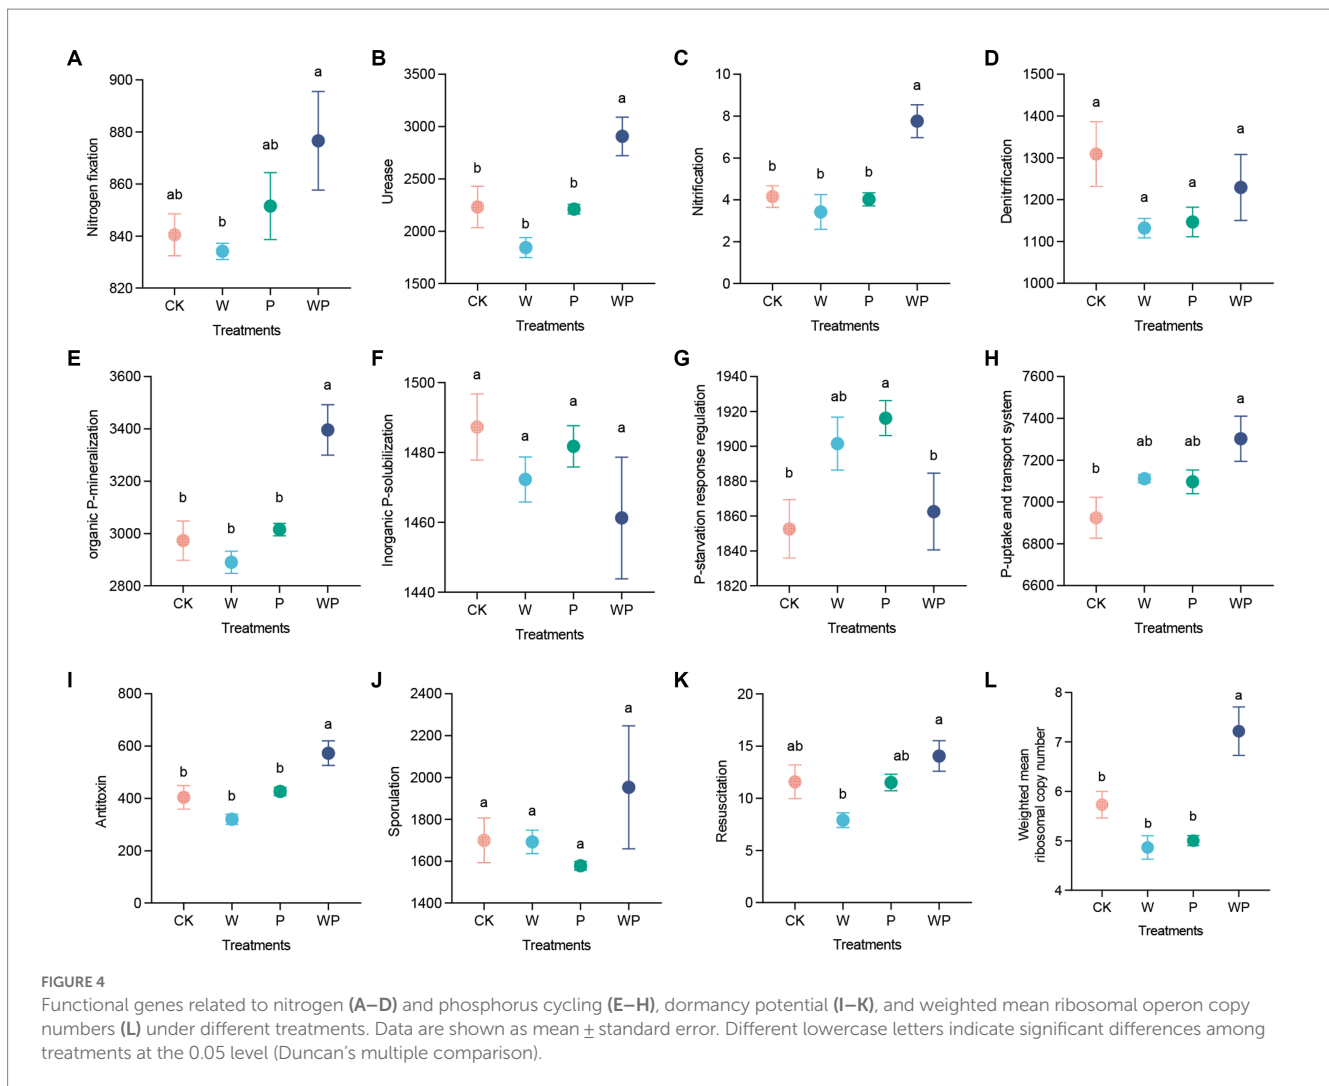 A
Nitrogen fixation
900
880
860
840
820
ab
b
ab
a
CK W P WP
Treatments
B
Urease
3500
3000
2500
2000
1500
b
b
b
a
CK W P WP
Treatments
C
Nitrification
10
8
6
4
2
0
b
b
b
a
CK W P WP
Treatments
D
Denitrification
1500
1400
1300
1200
1100
1000
a
a
a
a
CK W P WP
Treatments
E
organic P-mineralization
3600
3400
3200
3000
2800
b
b
b
a
CK W P WP
Treatments
F
Inorganic P-solubilization
1500
1480
1460
1440
a
a
a
a
CK W P WP
Treatments
G
P-starvation response regulation
1940
1920
1900
1880
1860
1840
1820
b
ab
a
b
CK W P WP
Treatments
H
P-uptake and transport system
7600
7400
7200
7000
6800
6600
b
ab
ab
a
CK W P WP
Treatments
I
Antitoxin
800
600
400
200
0
b
b
b
a
CK W P WP
Treatments
J
Sporulation
2400
2200
2000
1800
1600
1400
a
a
a
a
CK W P WP
Treatments
K
Resuscitation
20
15
10
5
0
ab
b
ab
a
CK W P WP
Treatments
L
Weighted mean
ribosomal copy number
8
7
6
5
4
b
b
b
a
CK W P WP
Treatments
FIGURE 4
Functional genes related to nitrogen (A–D) and phosphorus cycling (E–H), dormancy potential (I–K), and weighted mean ribosomal operon copy
numbers (L) under different treatments. Data are shown as mean ± standard error. Different lowercase letters indicate significant differences among
treatments at the 0.05 level (Duncan's multiple comparison).